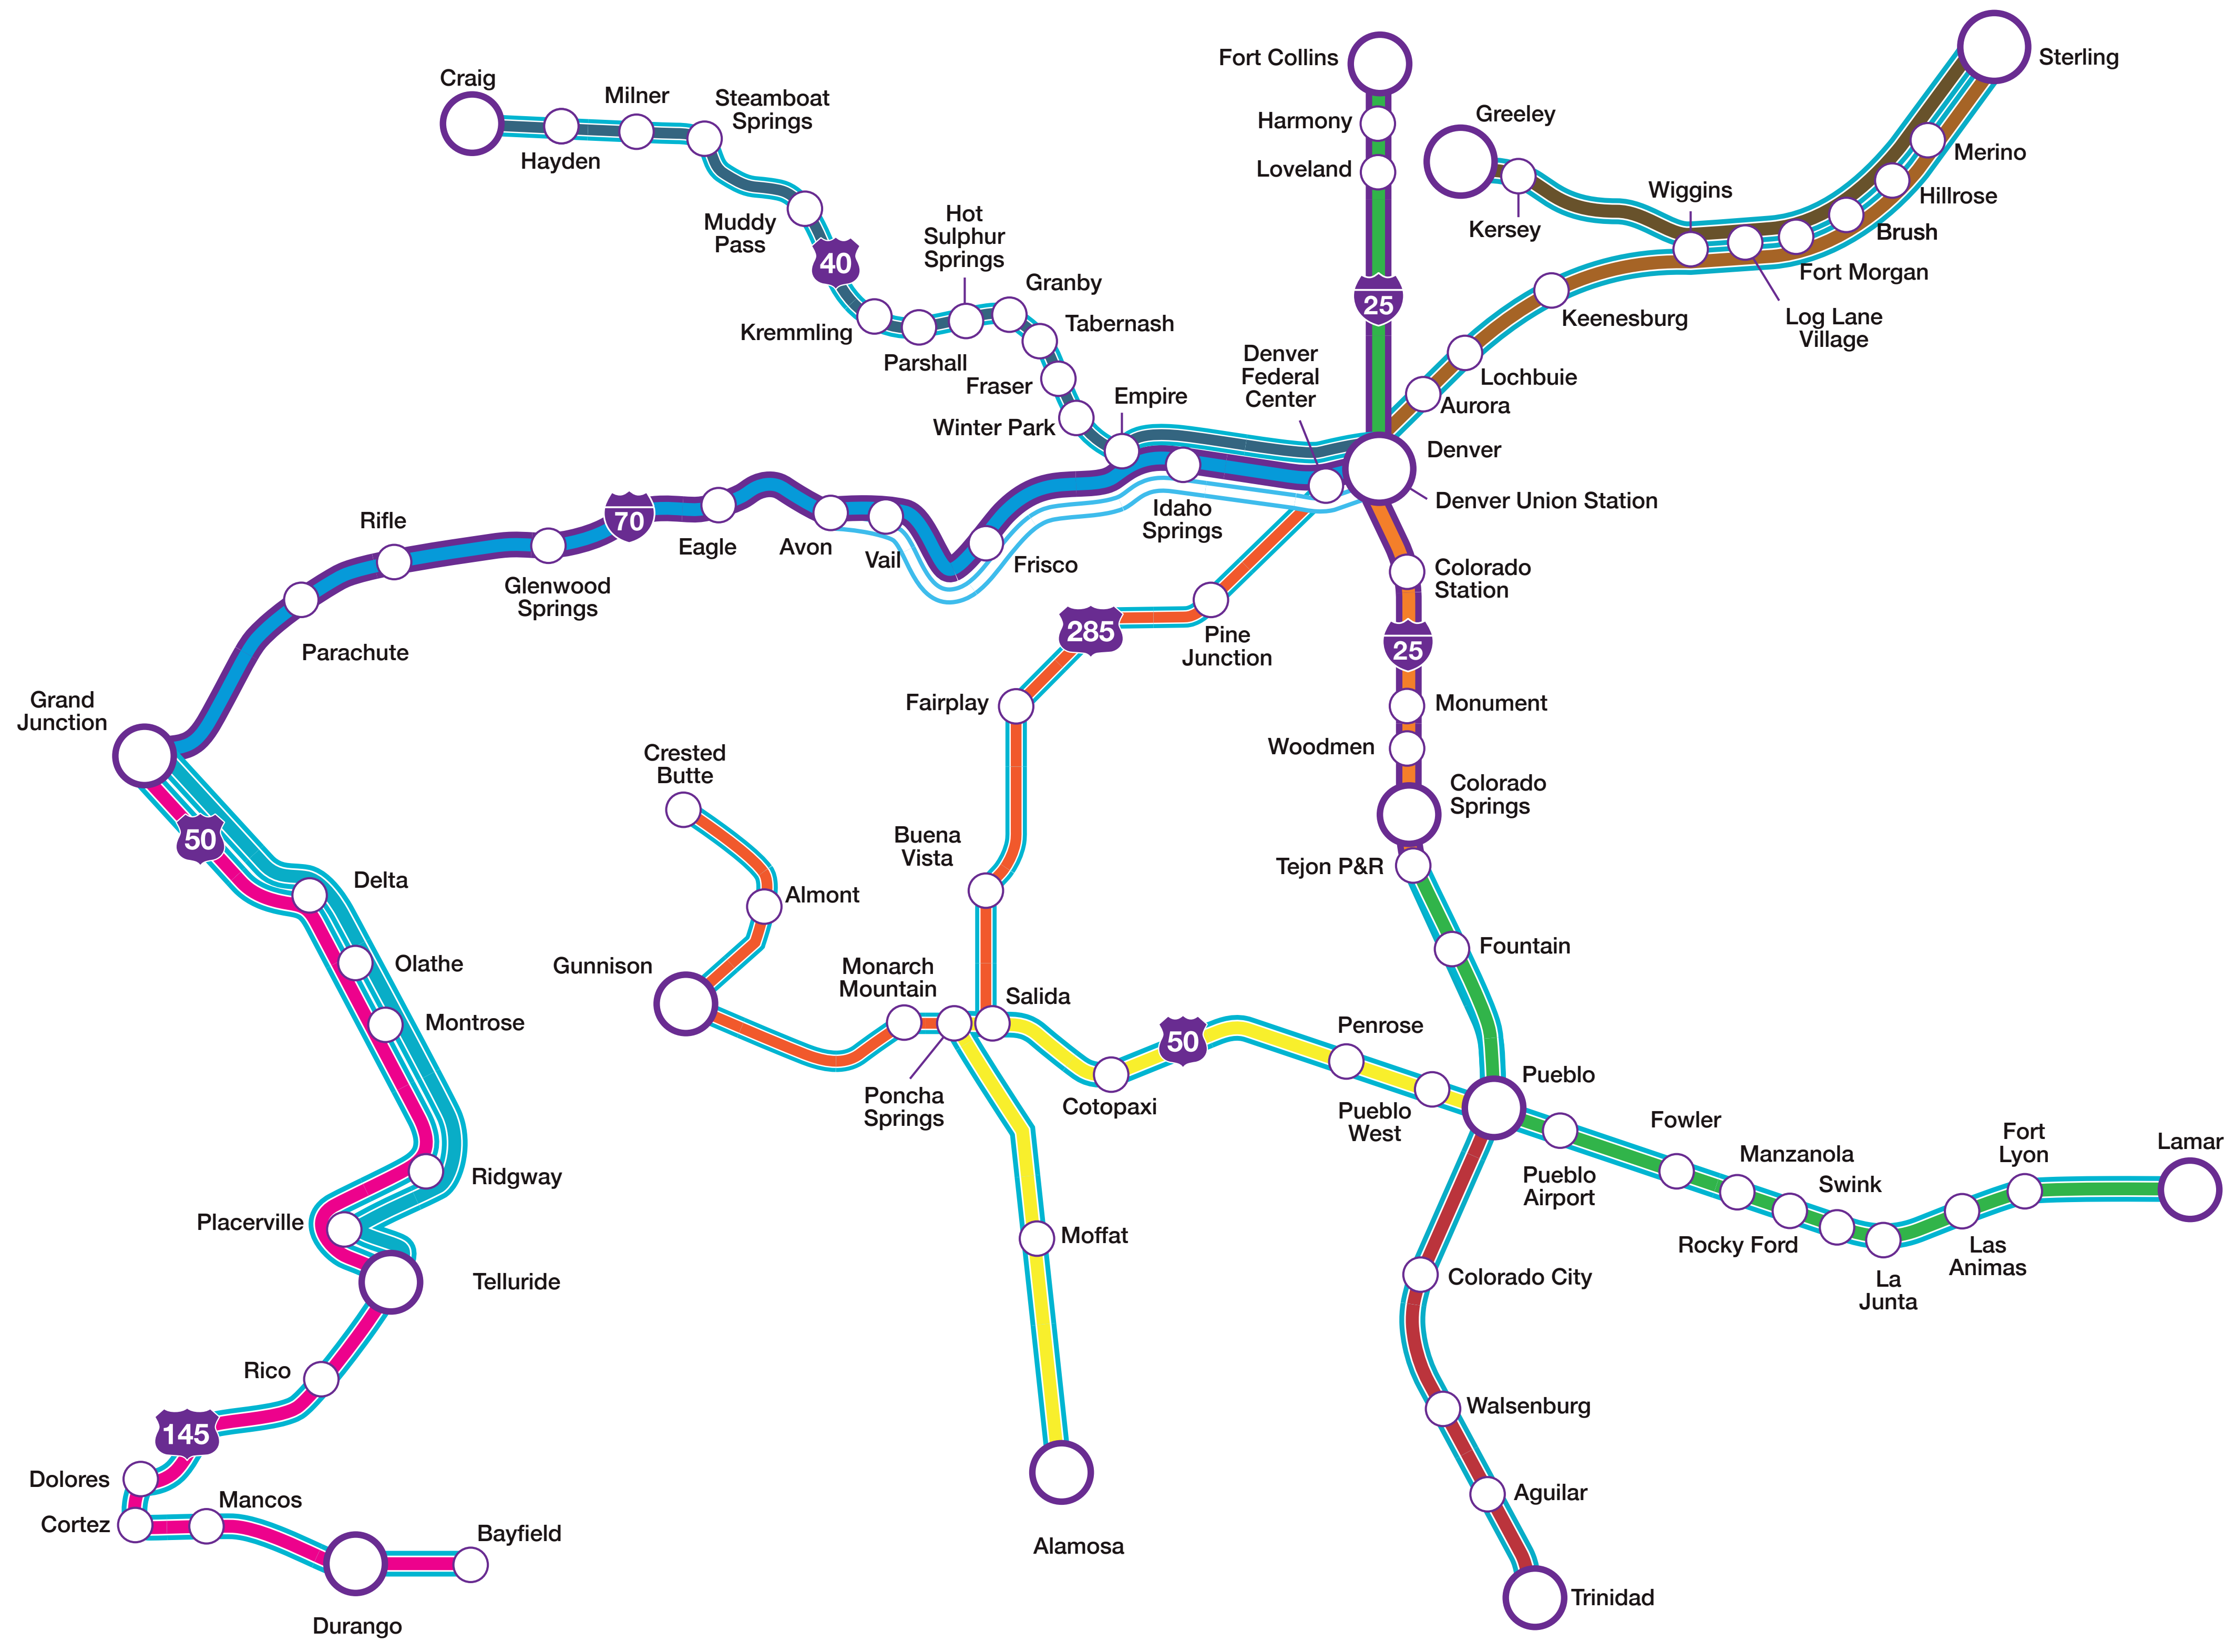 Sterling
Fort Collins
Craig
Milner
Steamboat
Springs
Greeley
Harmony
Hayden
Merino
Loveland
Wiggins
Hillrose
Hot
Sulphur
Springs
Muddy
Pass
Kersey
Brush
40
Fort Morgan
Granby
25
Kremmling
Tabernash
Keenesburg
Log Lane
Village
Parshall
Denver
Federal
Center
Fraser
Lochbuie
Empire
Aurora
Winter Park
Denver
Denver Union Station
Rifle
70
Idaho
Springs
Eagle
Avon
Vail
Frisco
Glenwood
Springs
Colorado
Station
285
Pine
Junction
25
Parachute
Grand
Junction
Fairplay
Monument
Woodmen
Crested
Butte
Colorado
Springs
50
Buena
Vista
Tejon P&R
Delta
Almont
Fountain
Olathe
Gunnison
Monarch
Mountain
Salida
Montrose
50
Penrose
Pueblo
Poncha
Springs
Cotopaxi
Pueblo
West
Fowler
Fort
Lyon
Lamar
Manzanola
Swink
Ridgway
Pueblo
Airport
Placerville
Moffat
Rocky Ford
Las
Animas
Telluride
Colorado City
La
Junta
Rico
Walsenburg
145
Dolores
Mancos
Aguilar
Cortez
Bayfield
Alamosa
Durango
Trinidad